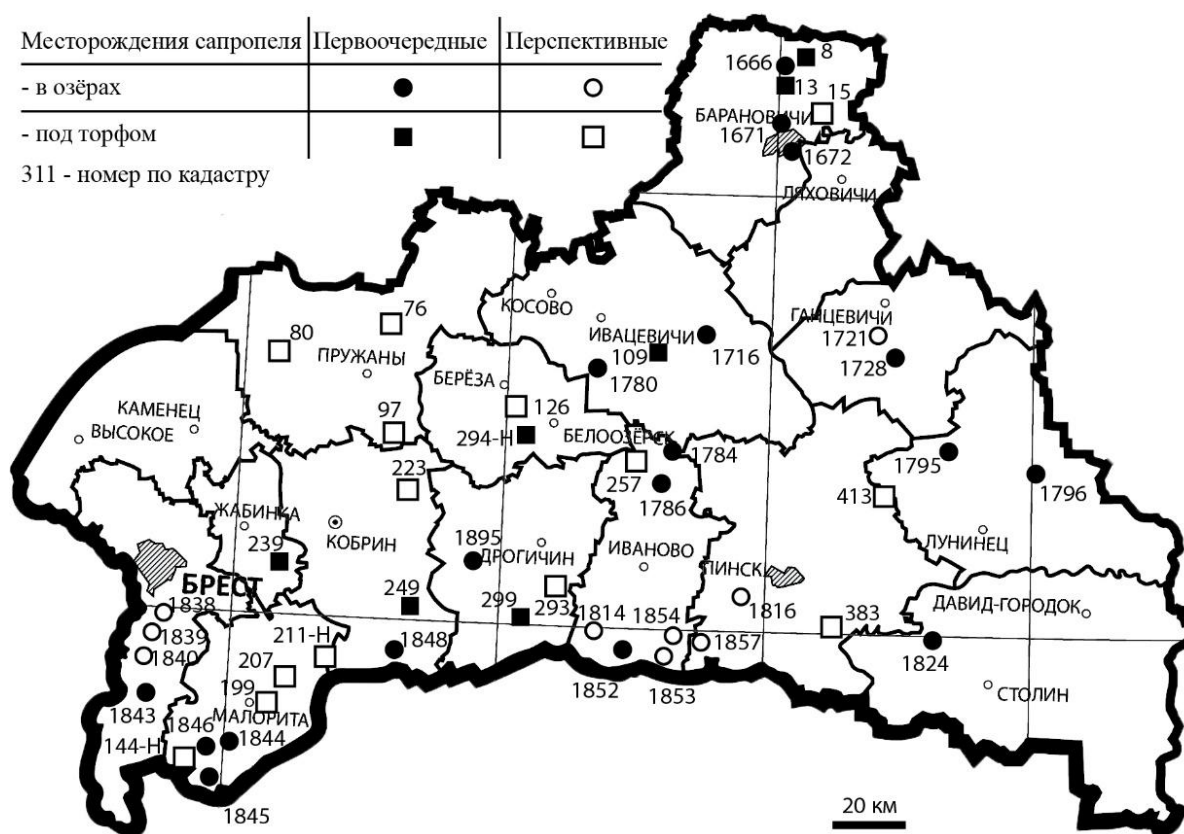 Месторождения сапропеля Первоочередные Перспективные
- в озёрах
- под торфом
311 - номер по кадастру
8
1666
13
15
БАРАНОВИЧИ
1671
1672
ЛЯХОВИЧИ
КОСОВО
76
ИВАЦЕВИЧИ
ГАНЦЕВИЧИ
80
1721
1716
109
1728
ПРУЖАНЫ
1780
БЕРЁЗА
КАМЕНЕЦ
97
126
ВЫСОКОЕ
294-Н
БЕЛООЗЁРСК
1784
1795
223
257
413
1796
1786
ЖАБИНКА
239
КОБРИН
1895
ДРОГИЧИН
ИВАНОВО
ЛУНИНЕЦ
ПИНСК
БРЕСТ
249
299
293
1838
1814
1854
1816
383
ДАВИД-ГОРОДОК
1839
211-Н
1848
1857
1840
207
1824
199
1852
1853
СТОЛИН
1843
1846
МАЛОРИТА
144-Н
1844
1845
20 км